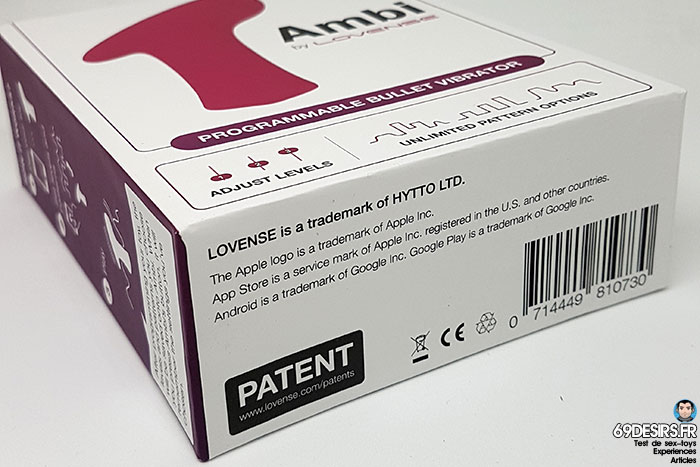 Ambi
by LOVENSE
PROGRAMMABLE BULLET VIBRATOR
ADJUST LEVELS
UNLIMITED PATTERN OPTIONS
LOVENSE is a trademark of HYTTO LTD.
The Apple logo is a trademark of Apple Inc.
App Store is a service mark of Apple Inc. registered in the U.S. and other countries.
Android is a trademark of Google Inc. Google Play is a trademark of Google Inc.
PATENT
www.lovense.com/patents
CE
0 714449 810730
69DESIRS.FR
Test de sex-toys
Experiences
Articles